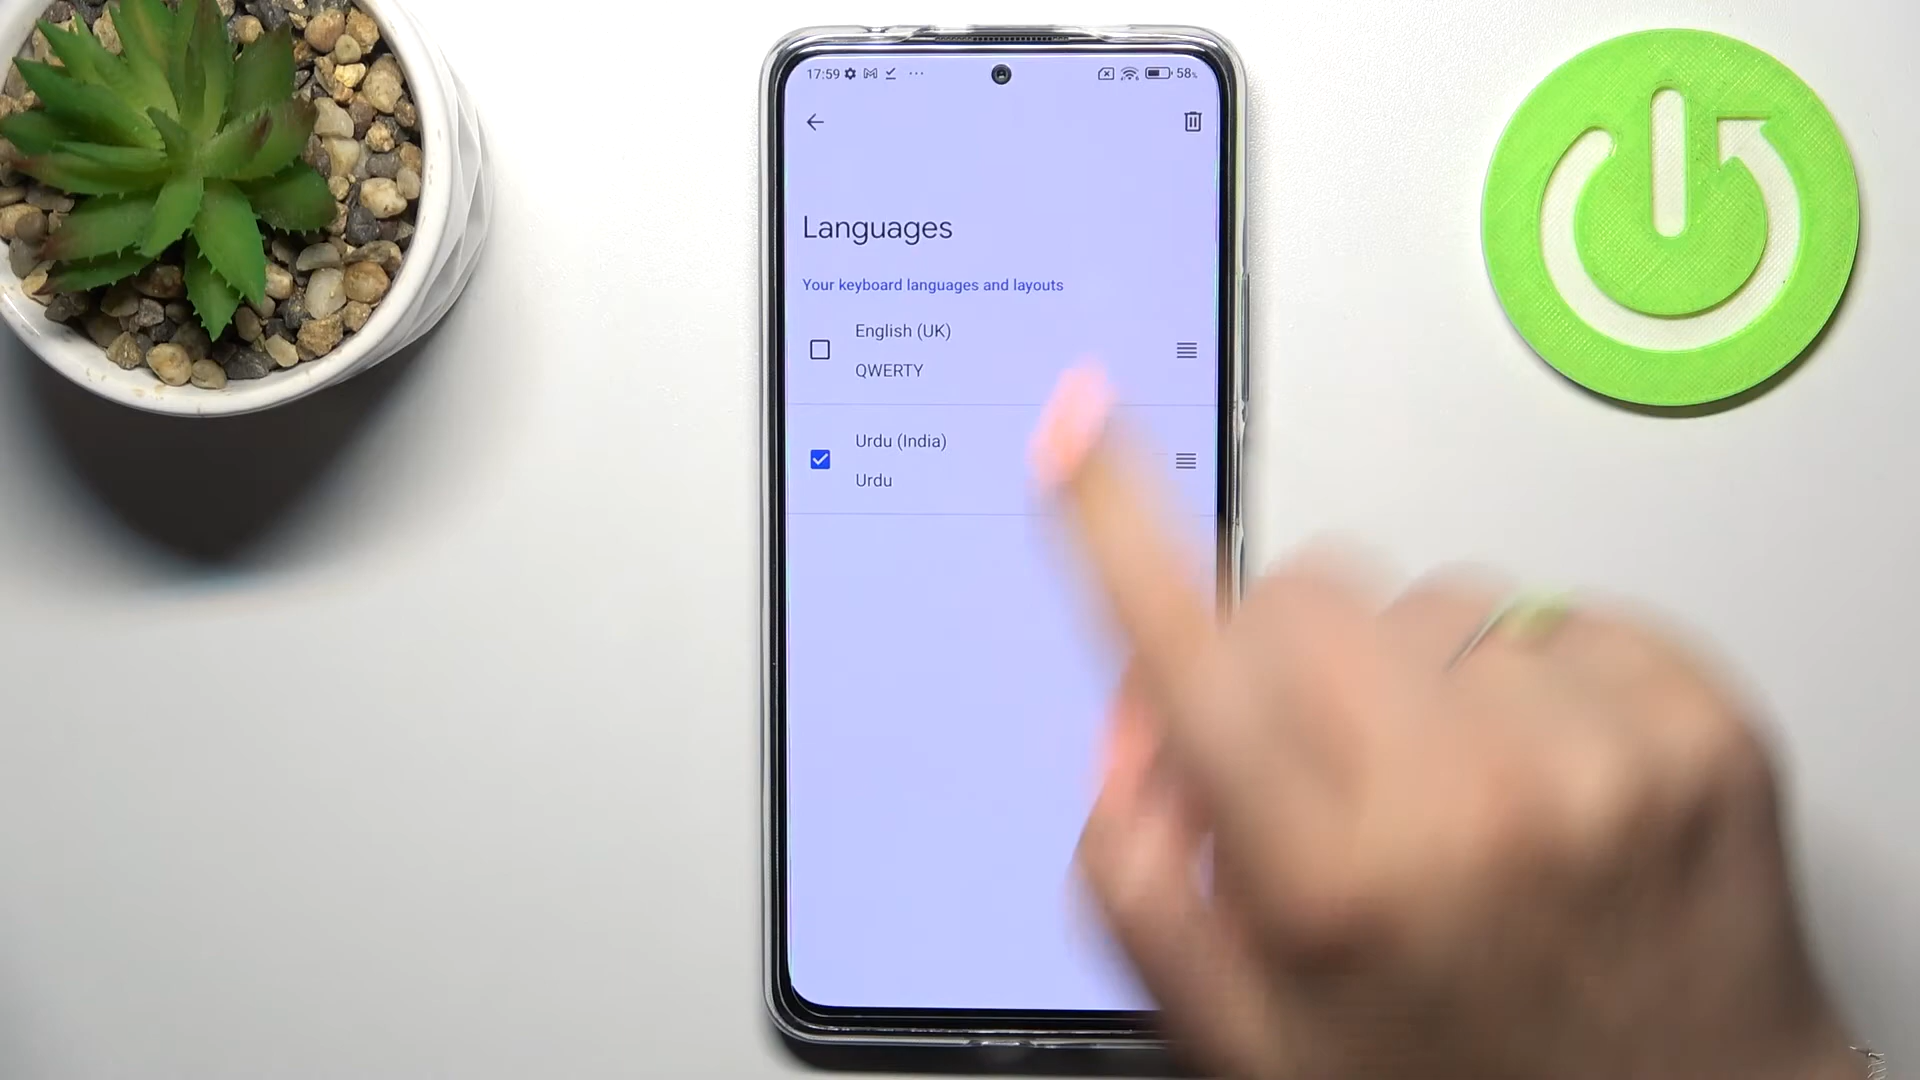 17:59 58%
Languages
Your keyboard languages and layouts
English (UK)
QWERTY
Urdu (India)
Urdu